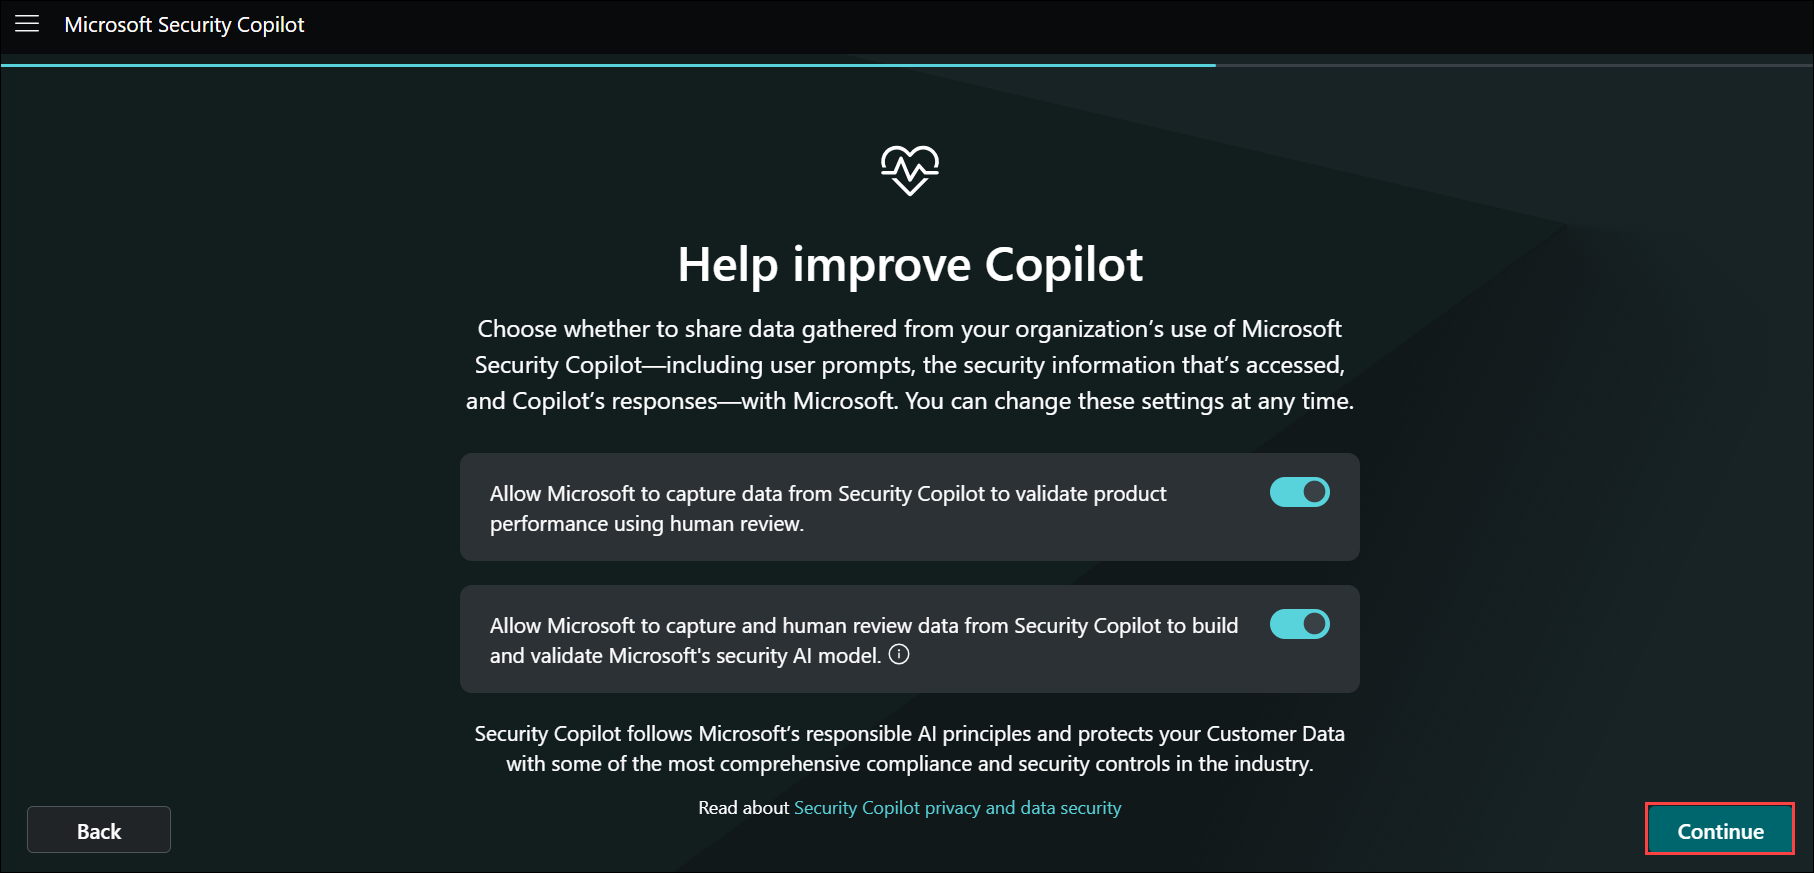 Microsoft Security Copilot
Help improve Copilot
Choose whether to share data gathered from your organization’s use of Microsoft
Security Copilot—including user prompts, the security information that’s accessed,
and Copilot’s responses—with Microsoft. You can change these settings at any time.
Allow Microsoft to capture data from Security Copilot to validate product
performance using human review.
Allow Microsoft to capture and human review data from Security Copilot to build
and validate Microsoft's security AI model.
Security Copilot follows Microsoft’s responsible AI principles and protects your Customer Data
with some of the most comprehensive compliance and security controls in the industry.
Read about Security Copilot privacy and data security
Back
Continue